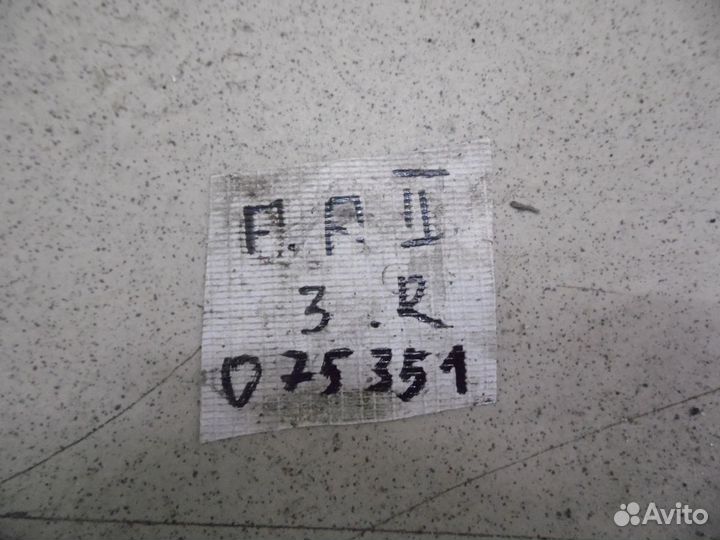 F.F. II
3.R
075351
Avito